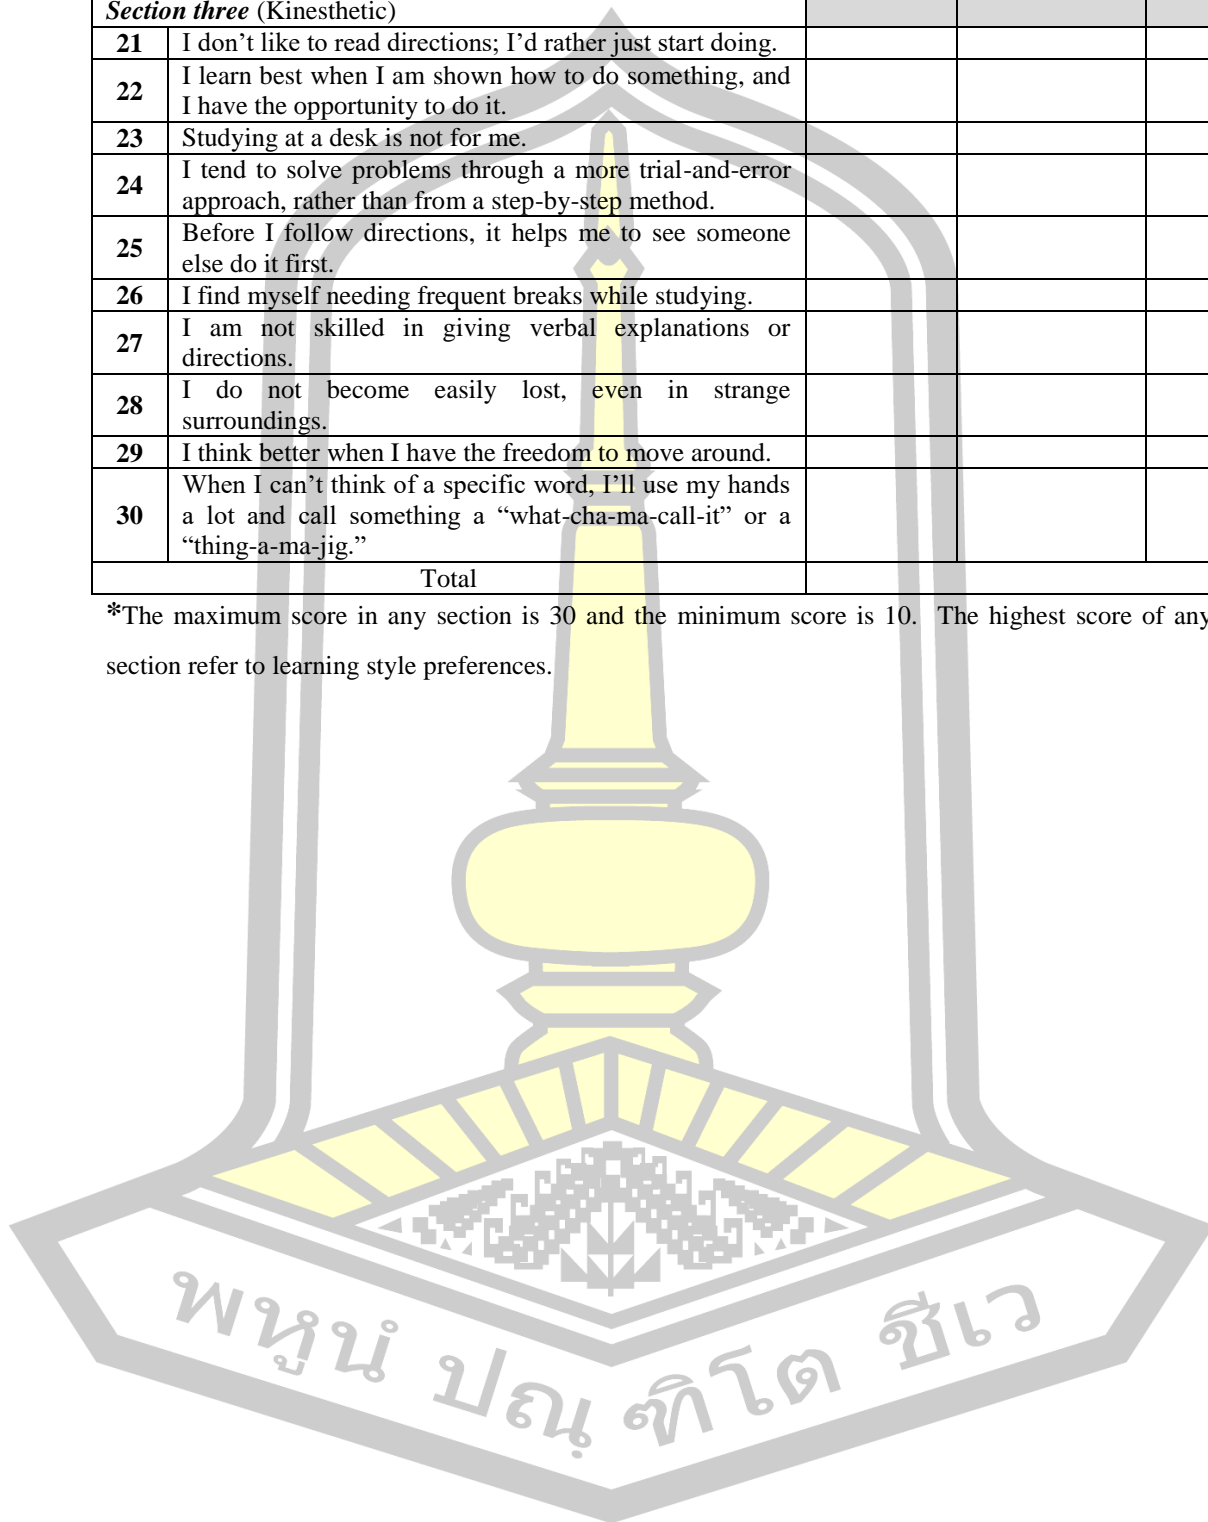 Section three (Kinesthetic)
21 I don’t like to read directions; I’d rather just start doing.
22 I learn best when I am shown how to do something, and
I have the opportunity to do it.
23 Studying at a desk is not for me.
24 I tend to solve problems through a more trial-and-error
approach, rather than from a step-by-step method.
25 Before I follow directions, it helps me to see someone
else do it first.
26 I find myself needing frequent breaks while studying.
27 I am not skilled in giving verbal explanations or
directions.
28 I do not become easily lost, even in strange
surroundings.
29 I think better when I have the freedom to move around.
30 When I can’t think of a specific word, I’ll use my hands
a lot and call something a “what-cha-ma-call-it” or a
“thing-a-ma-jig.”
Total
*The maximum score in any section is 30 and the minimum score is 10. The highest score of any
section refer to learning style preferences.
พหูนํ ปณฺฑิโต ชีเว